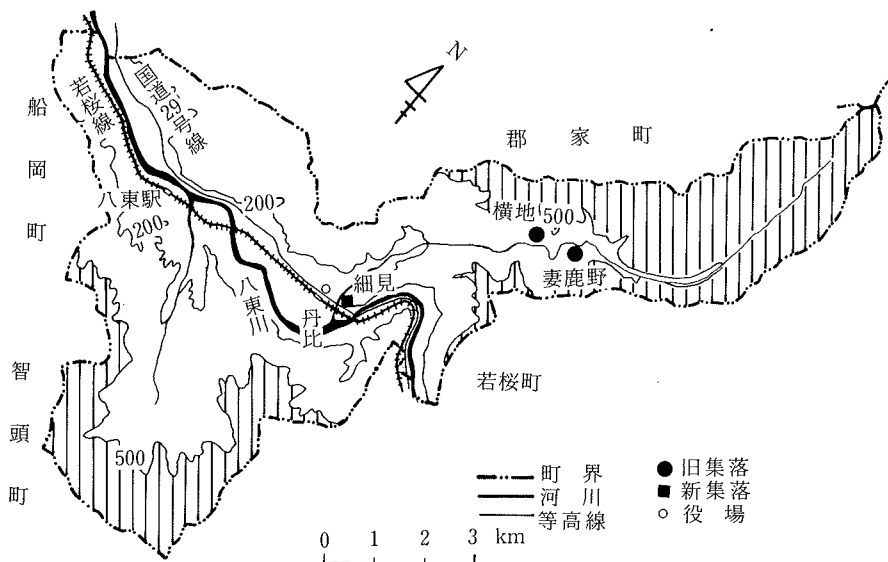 N
国道29号線
若桜線
船岡町
郡家町
八東駅
200
200
横地
500
妻鹿野
細見
丹比
八東川
若桜町
智頭町
500
町界
河川
等高線
旧集落
新集落
役場
0 1 2 3 km